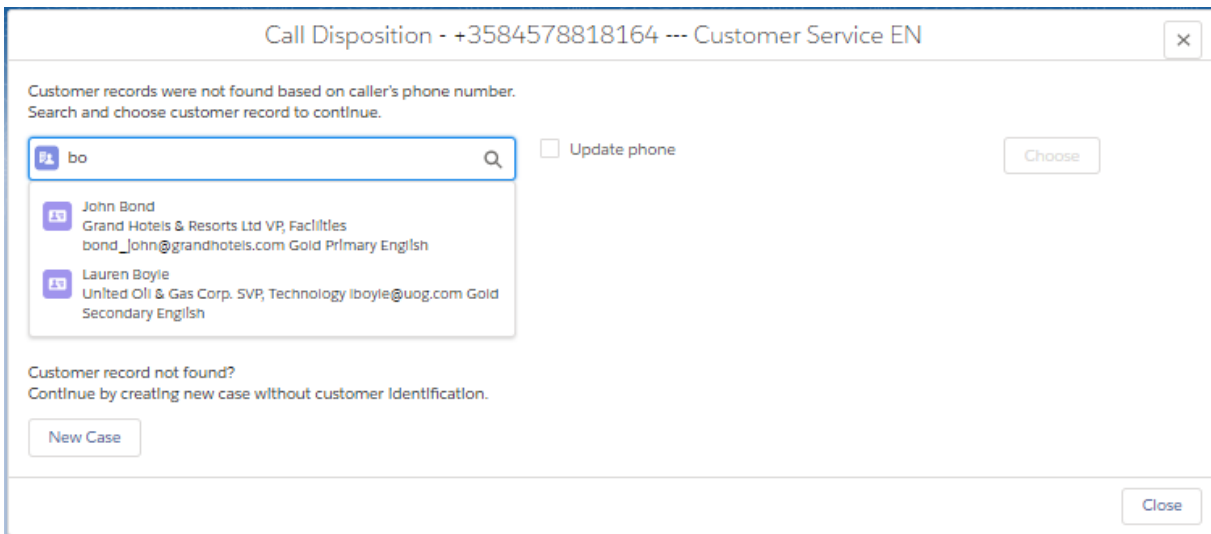 Call Disposition - +3584578818164 --- Customer Service EN
Customer records were not found based on caller's phone number.
Search and choose customer record to continue.
bo
Update phone
Choose
John Bond
Grand Hotels & Resorts Ltd VP, Facilities
bond_john@grandhotels.com Gold Primary English
Lauren Boyle
United Oil & Gas Corp. SVP, Technology lboyle@uog.com Gold
Secondary English
Customer record not found?
Continue by creating new case without customer identification.
New Case
Close